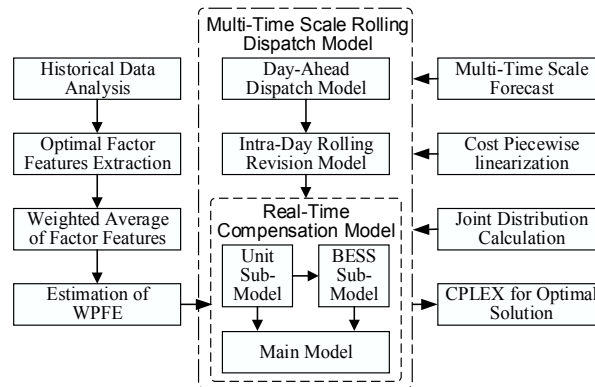 Multi-Time Scale Rolling
Dispatch Model
Historical Data
Analysis
Optimal Factor
Features Extraction
Weighted Average
of Factor Features
Estimation of
WPFE
Day-Ahead
Dispatch Model
Intra-Day Rolling
Revision Model
Real-Time
Compensation Model
Unit
Sub-
Model
BESS
Sub-
Model
Main Model
Multi-Time Scale
Forecast
Cost Piecewise
linearization
Joint Distribution
Calculation
CPLEX for Optimal
Solution